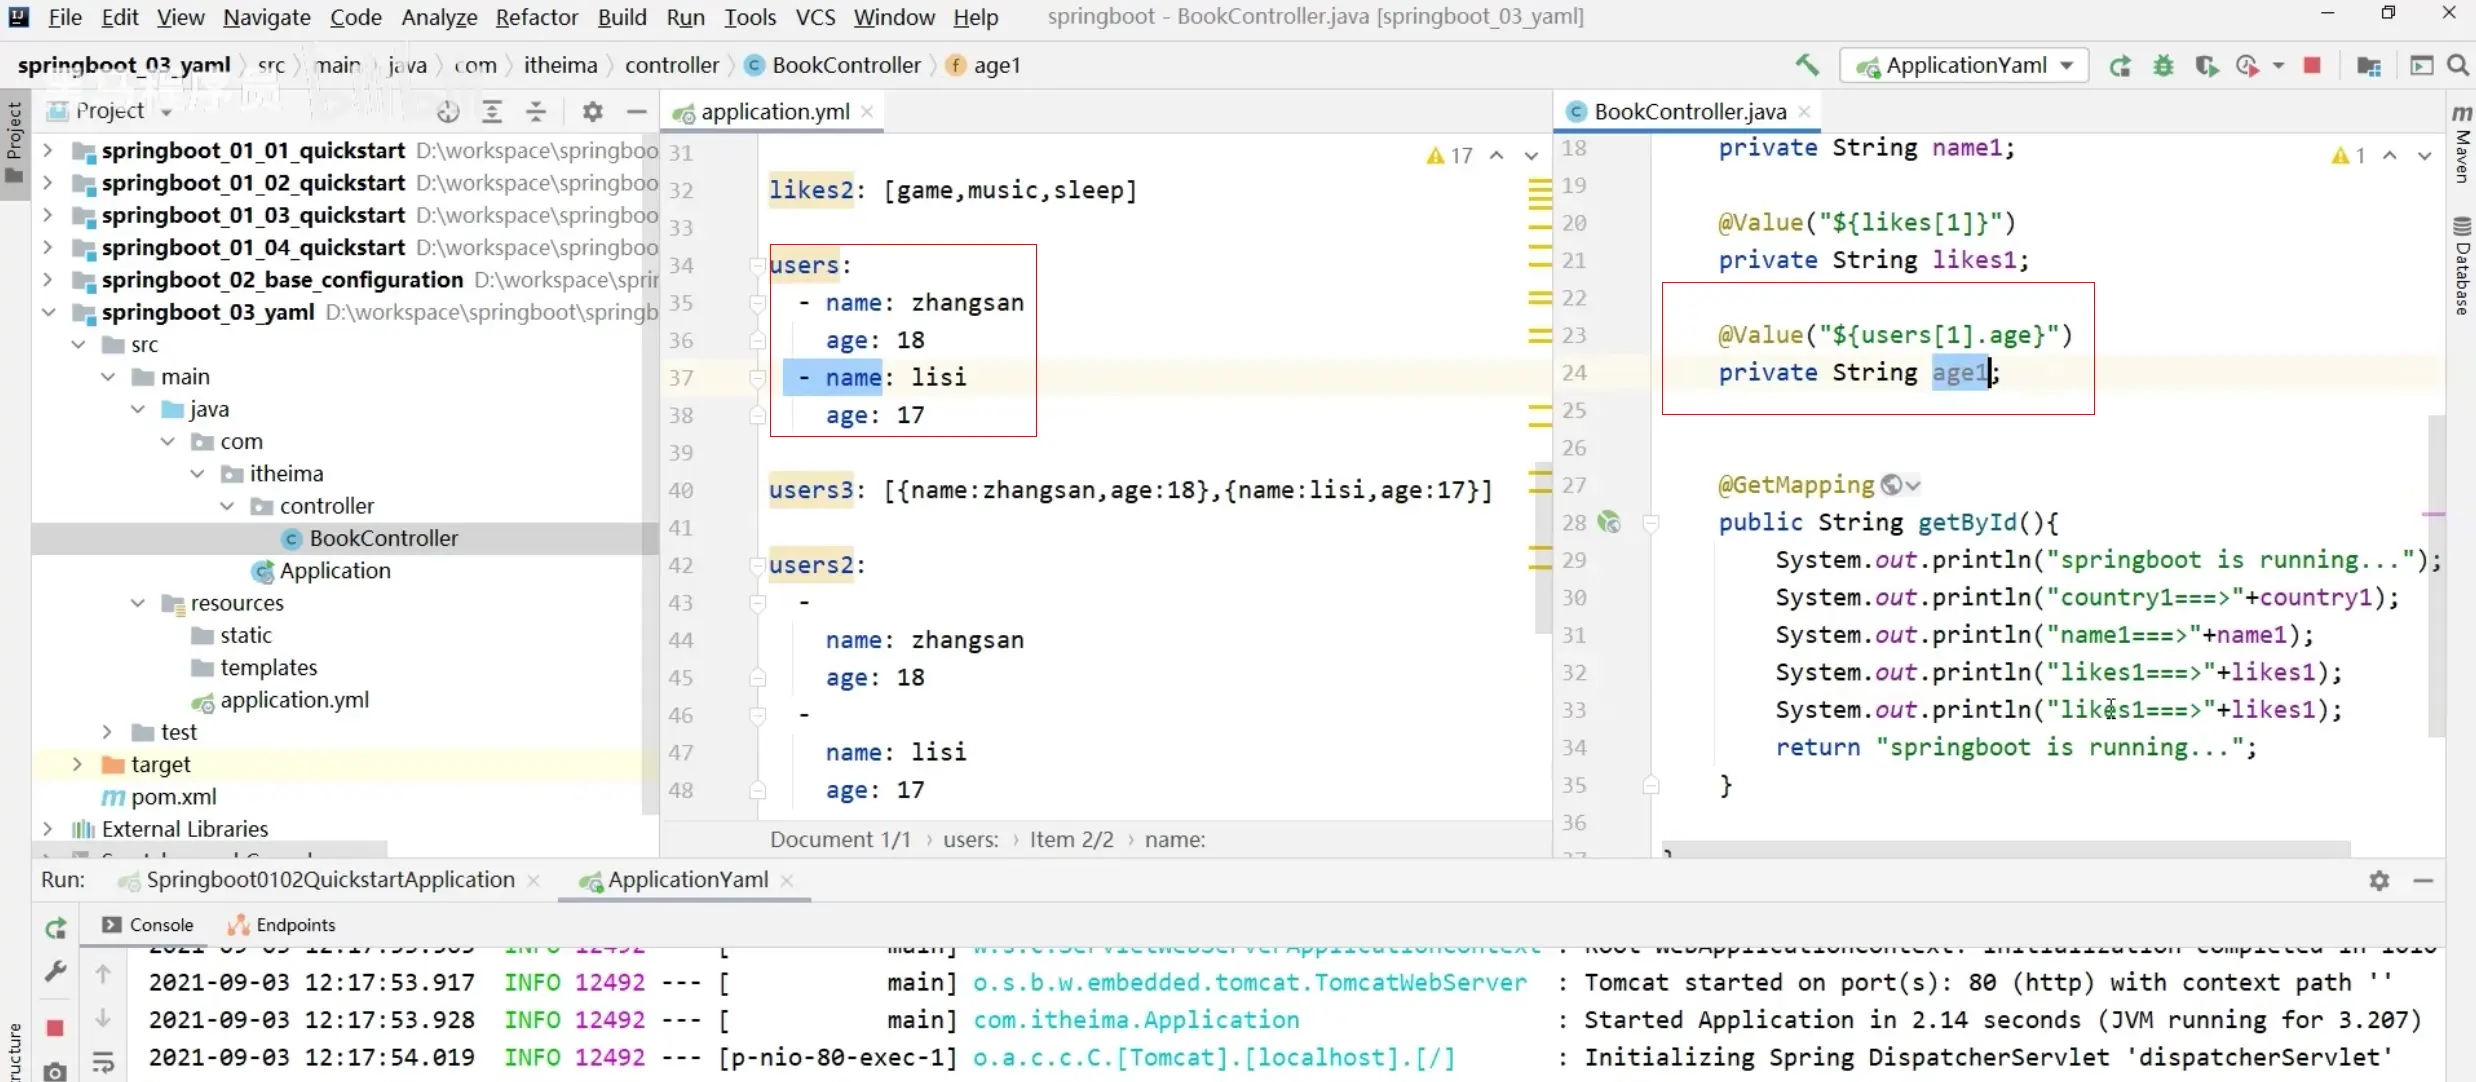 File Edit View Navigate Code Analyze Refactor Build Run Tools VCS Window Help springboot - BookController.java [springboot_03_yaml]
springboot_03_yaml src main java com itheima controller BookController age1
ApplicationYaml
黑马程序员
Project
Project
springboot_01_01_quickstart D:\workspace\springboo
springboot_01_02_quickstart D:\workspace\springboo
springboot_01_03_quickstart D:\workspace\springboo
springboot_01_04_quickstart D:\workspace\springboo
springboot_02_base_configuration D:\workspace\sprir
springboot_03_yaml D:\workspace\springboot\springb
src
main
java
com
itheima
controller
BookController
Application
resources
static
templates
application.yml
test
target
pom.xml
External Libraries
application.yml
17
31
32 likes2: [game,music,sleep]
33
34 users:
35 - name: zhangsan
36 age: 18
37 - name: lisi
38 age: 17
39
40 users3: [{name:zhangsan,age:18},{name:lisi,age:17}]
41
42 users2:
43 -
44 name: zhangsan
45 age: 18
46 -
47 name: lisi
48 age: 17
Document 1/1 › users: › Item 2/2 › name:
BookController.java
1
18 private String name1;
19
20 @Value("${likes[1]}")
21 private String likes1;
22
23 @Value("${users[1].age}")
24 private String age1;
25
26
27 @GetMapping
28 public String getById(){
29 System.out.println("springboot is running...");
30 System.out.println("country1===>"+country1);
31 System.out.println("name1===>"+name1);
32 System.out.println("likes1===>"+likes1);
33 System.out.println("likes1===>"+likes1);
34 return "springboot is running...";
35 }
36
37 }
Maven
Database
Run: Springboot0102QuickstartApplication ApplicationYaml
Console Endpoints
2021-09-03 12:17:53.917 INFO 12492 --- [ main] o.s.b.w.embedded.tomcat.TomcatWebServer : Tomcat started on port(s): 80 (http) with context path ''
2021-09-03 12:17:53.928 INFO 12492 --- [ main] com.itheima.Application : Started Application in 2.14 seconds (JVM running for 3.207)
2021-09-03 12:17:54.019 INFO 12492 --- [p-nio-80-exec-1] o.a.c.c.C.[Tomcat].[localhost].[/] : Initializing Spring DispatcherServlet 'dispatcherServlet'